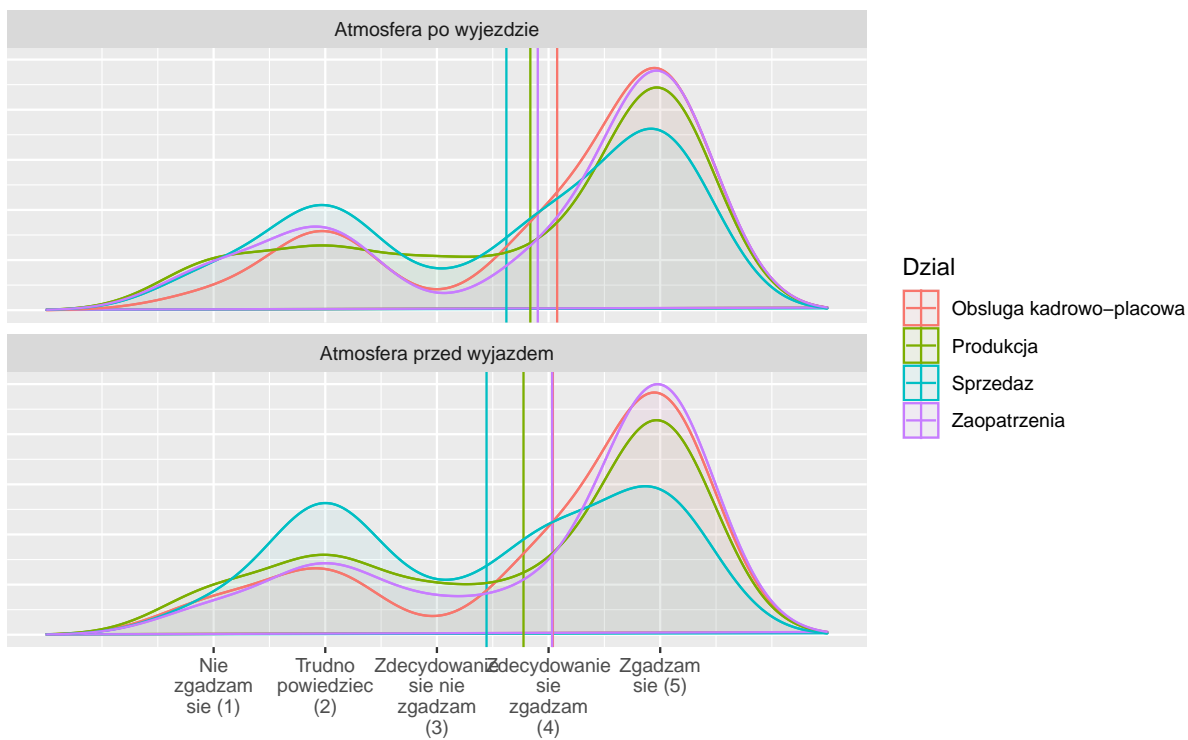 Atmosfera po wyjezdzie
Atmosfera przed wyjazdem
Nie
zgadzam
sie (1)
Trudno
powiedziec
(2)
Zdecydowanie
sie nie
zgadzam
(3)
Zdecydowanie
sie
zgadzam
(4)
Zgadzam
sie (5)
Dzial
Obsluga kadrowo−placowa
Produkcja
Sprzedaz
Zaopatrzenia